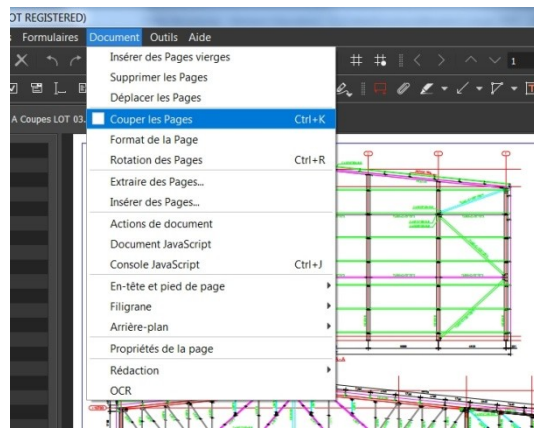 OT REGISTERED)
Formulaires Document Outils Aide
Insérer des Pages vierges
Supprimer les Pages
Déplacer les Pages
1
A Coupes LOT 03.
Couper les Pages Ctrl+K
Format de la Page
Rotation des Pages Ctrl+R
Extraire des Pages...
Insérer des Pages...
Actions de document
Document JavaScript
Console JavaScript Ctrl+J
En-tête et pied de page
Filigrane
Arrière-plan
Propriétés de la page
Rédaction
OCR